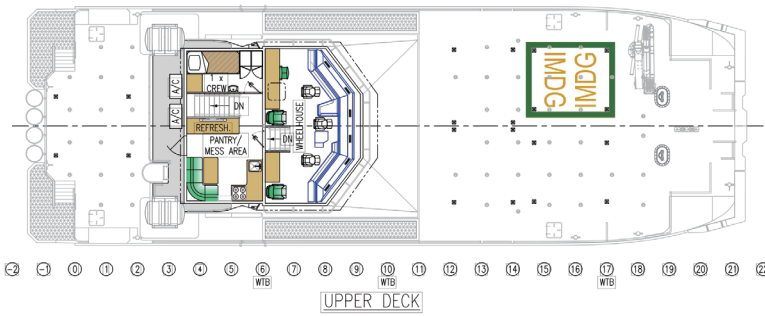 IMDG
IMDG
A/C
1 x
CREW
DN
A/C
REFRESH.
PANTRY/
MESS AREA
DN
WHEELHOUSE
-2 -1 0 1 2 3 4 5 6 7 8 9 10 11 12 13 14 15 16 17 18 19 20 21 22
WTB WTB WTB
UPPER DECK